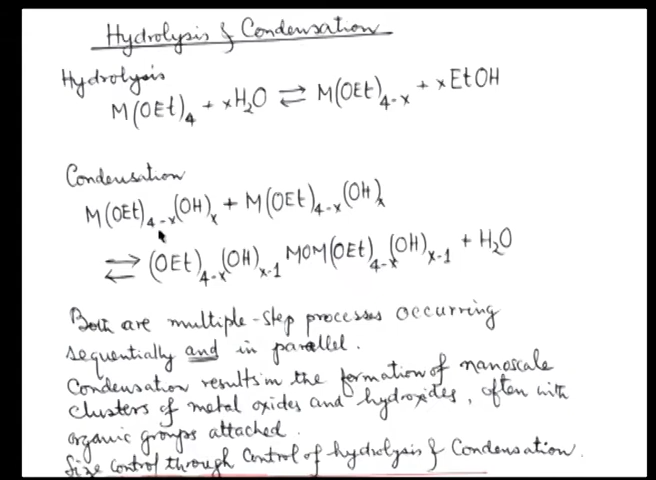 Hydrolysis & Condensation
Hydrolysis
M(OEt)₄ + xH₂O ⇌ M(OEt)₄₋ₓ + xEtOH
Condensation
M(OEt)₄₋ₓ(OH)ₓ + M(OEt)₄₋ₓ(OH)ₓ
⇌ (OEt)₄₋ₓ(OH)ₓ₋₁ MOM(OEt)₄₋ₓ(OH)ₓ₋₁ + H₂O
Both are multiple-step processes occurring
sequentially and in parallel.
Condensation results in the formation of nanoscale
clusters of metal oxides and hydroxides, often with
organic groups attached.
Size control through control of hydrolysis & Condensation.